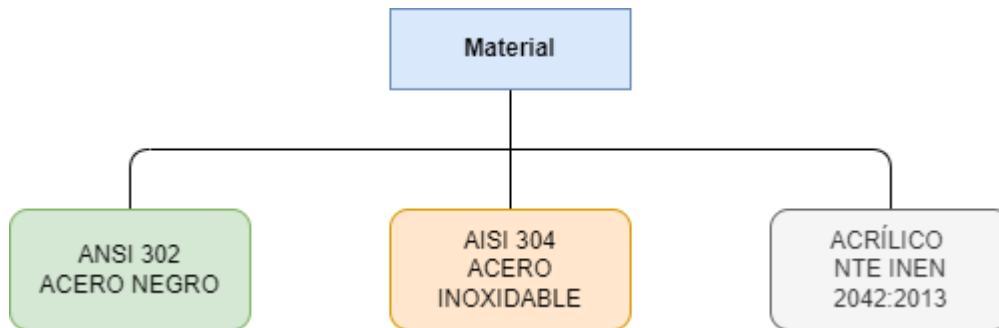 Material
ANSI 302
ACERO NEGRO
AISI 304
ACERO
INOXIDABLE
ACRÍLICO
NTE INEN
2042:2013